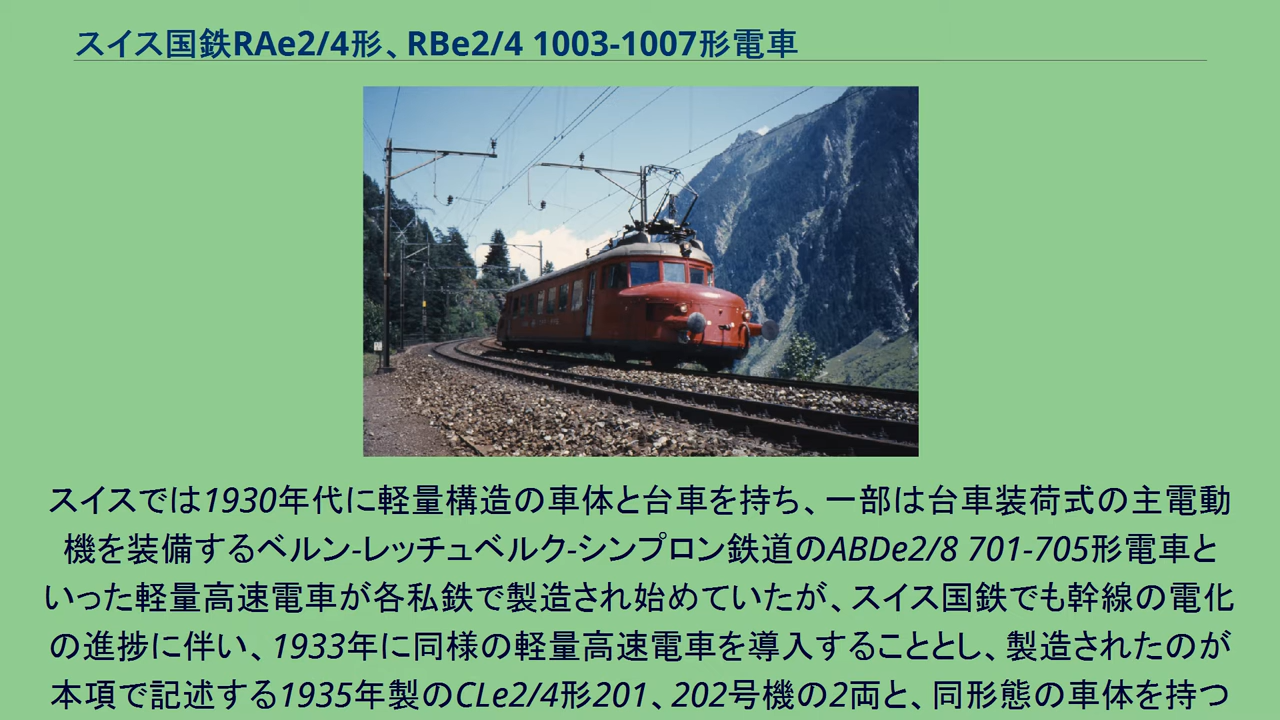 スイス国鉄RAe2/4形、RBe2/4 1003-1007形電車
スイスでは1930年代に軽量構造の車体と台車を持ち、一部は台車装荷式の主電動
機を装備するベルン-レッチュベルク-シンプロン鉄道のABDe2/8 701-705形電車と
いった軽量高速電車が各私鉄で製造され始めていたが、スイス国鉄でも幹線の電化
の進捗に伴い、1933年に同様の軽量高速電車を導入することとし、製造されたのが
本項で記述する1935年製のCLe2/4形201、202号機の2両と、同形態の車体を持つ